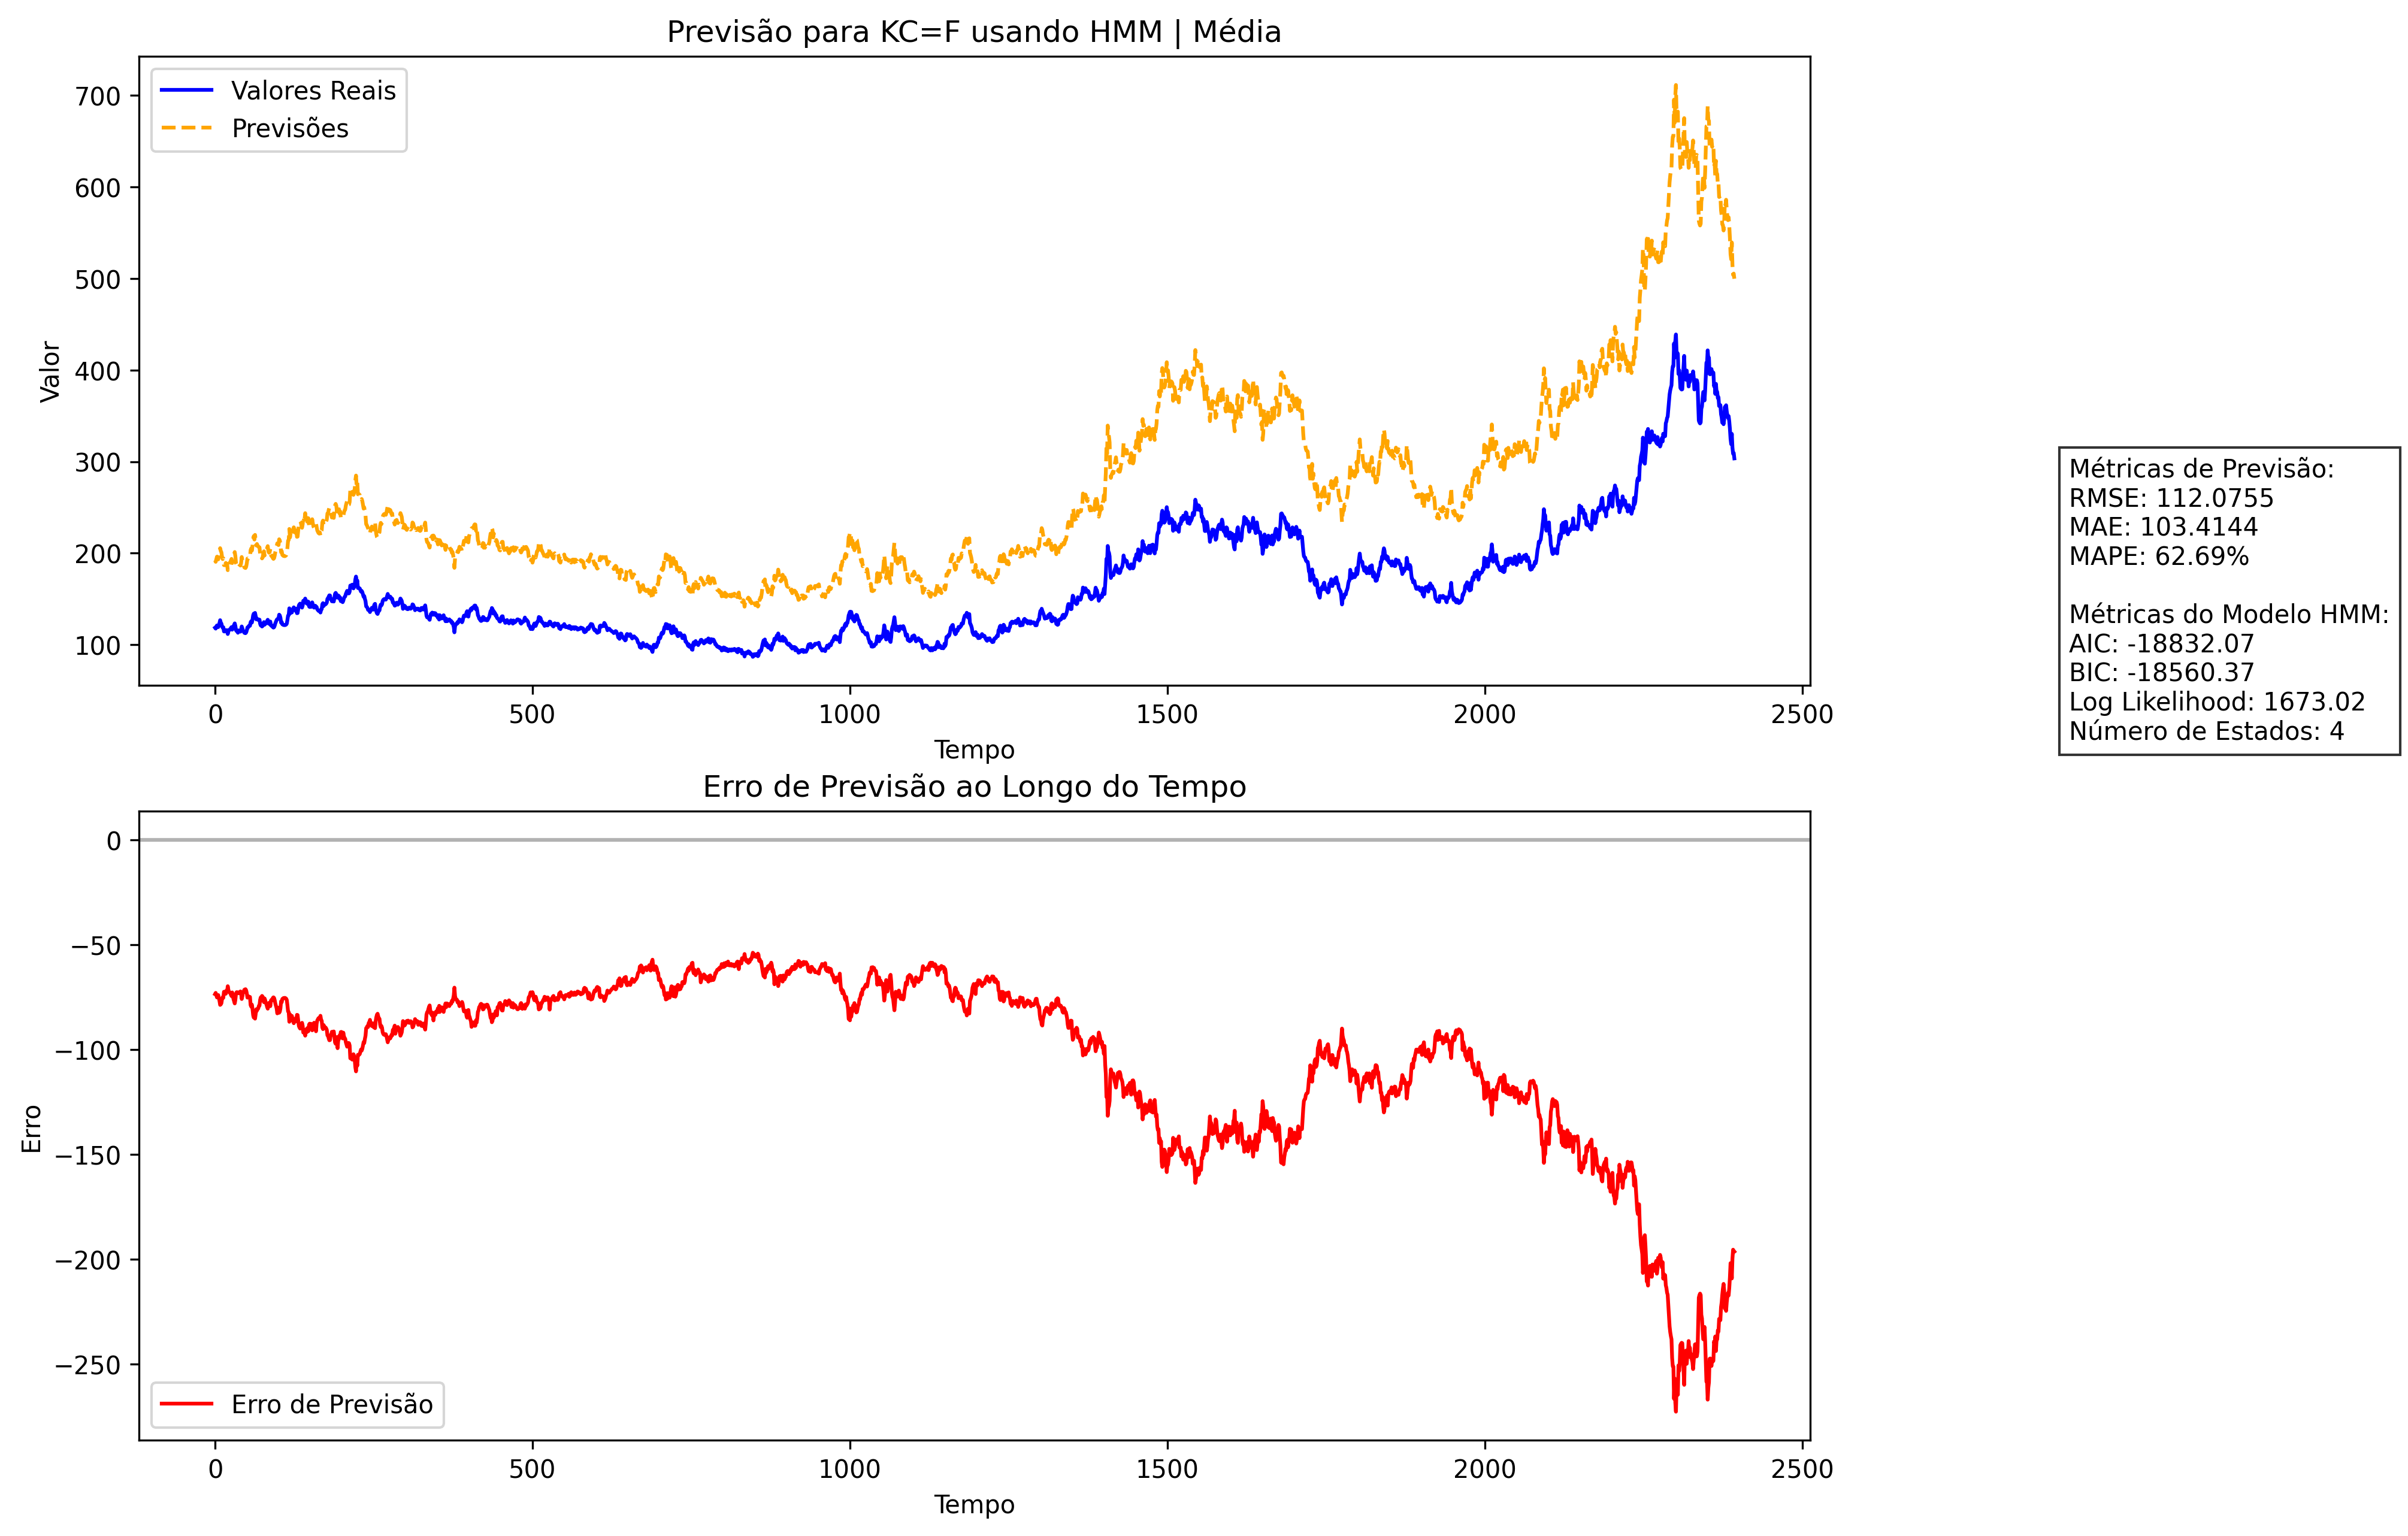 Previsão para KC=F usando HMM | Média
Valores Reais
Previsões
Valor
700
600
500
400
300
200
100
0
500
1000
1500
2000
2500
Tempo
Métricas de Previsão:
RMSE: 112.0755
MAE: 103.4144
MAPE: 62.69%
Métricas do Modelo HMM:
AIC: -18832.07
BIC: -18560.37
Log Likelihood: 1673.02
Número de Estados: 4
Erro de Previsão ao Longo do Tempo
Erro
0
−50
−100
−150
−200
−250
Erro de Previsão
0
500
1000
1500
2000
2500
Tempo